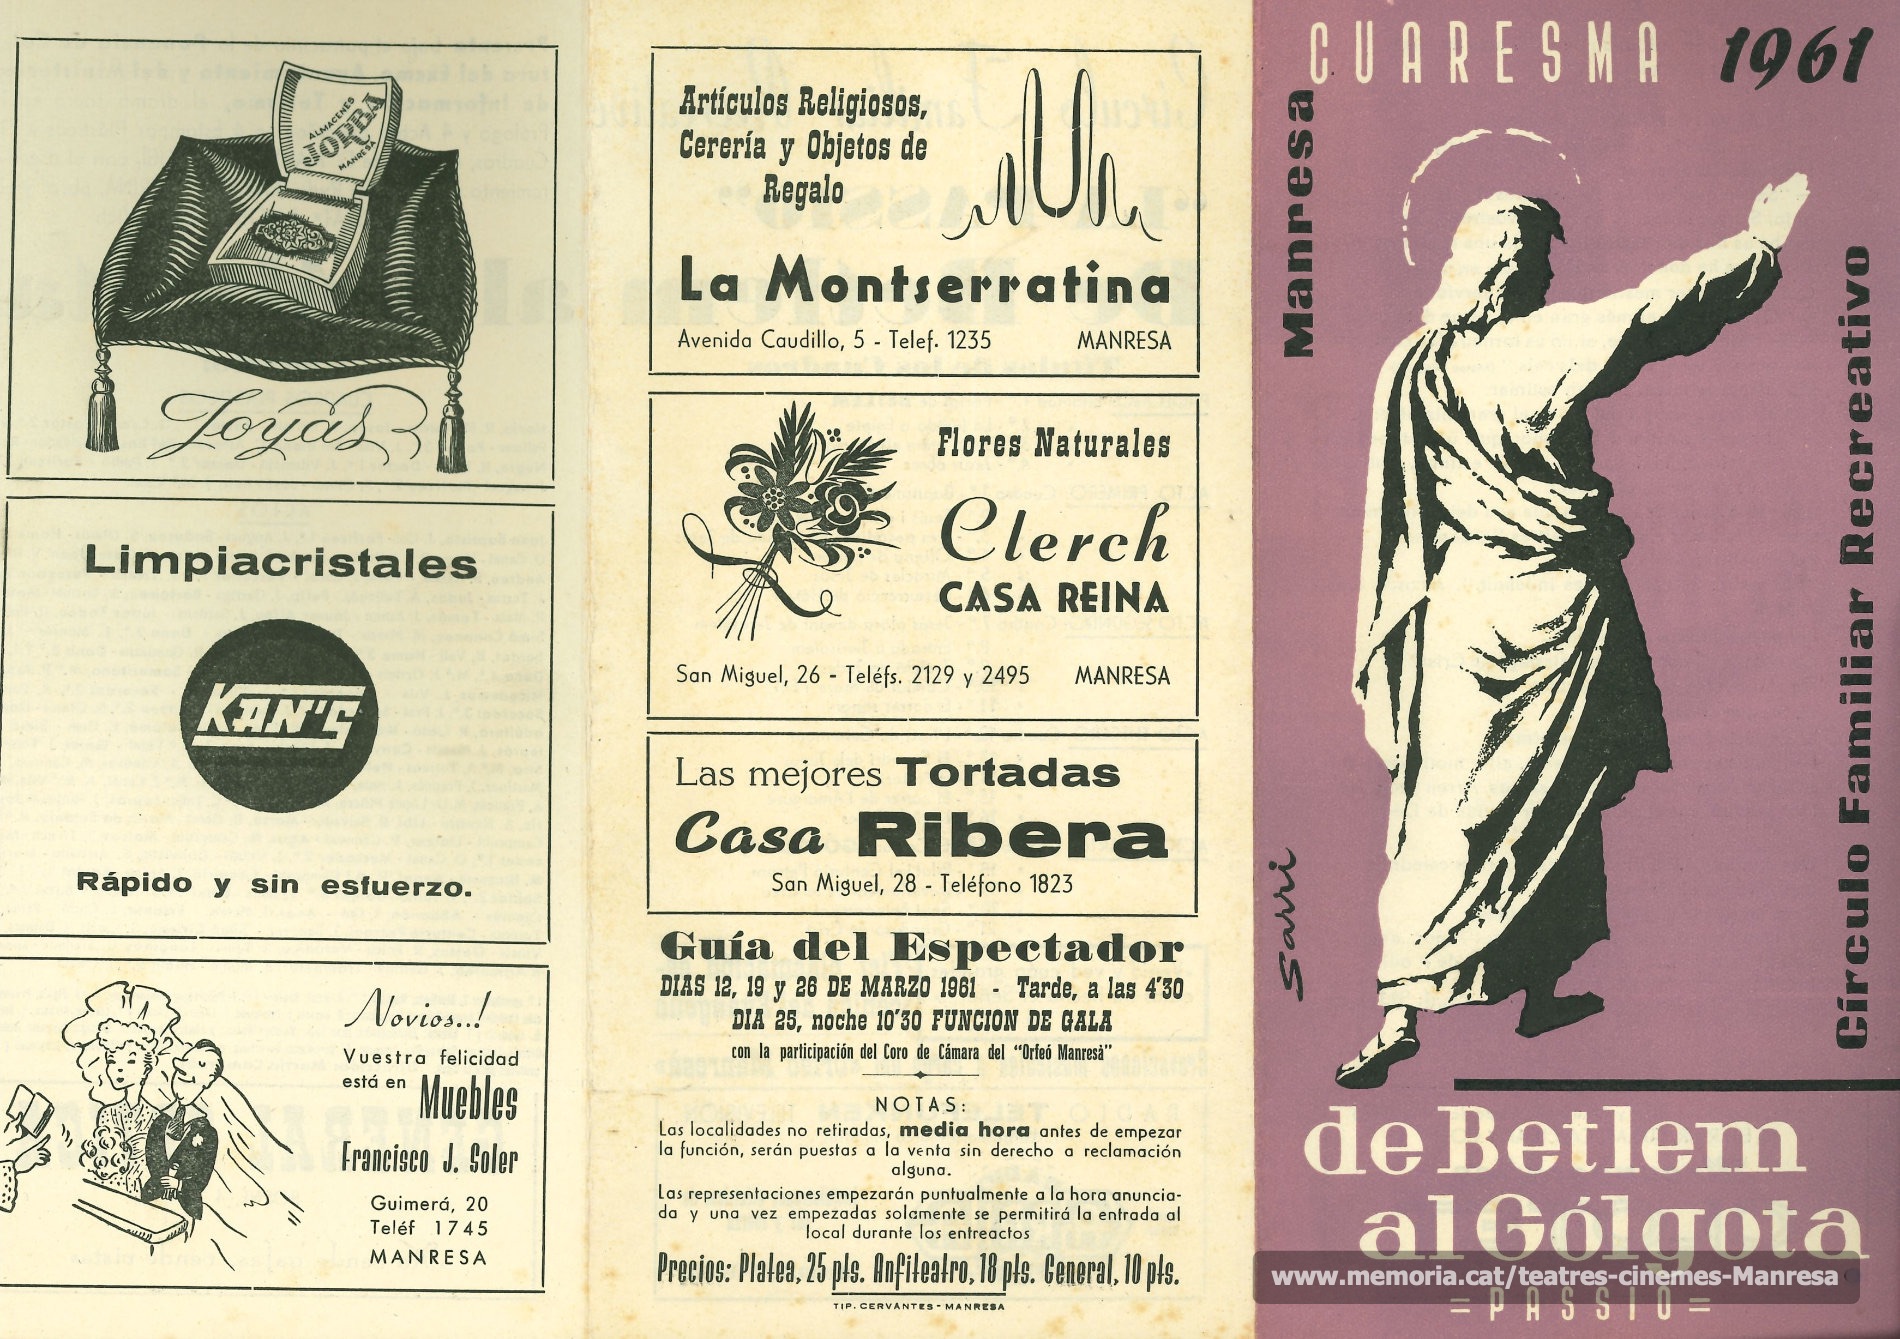 ALMACENES
JORBA
MANRESA
Joyas
Limpiacristales
KAN'S
Rápido y sin esfuerzo.
Novios..!
Vuestra felicidad
está en Muebles
Francisco J. Soler
Guimerá, 20
Teléf 1745
MANRESA
Artículos Religiosos,
Cerería y Objetos de
Regalo
La Montserratina
Avenida Caudillo, 5 - Telef. 1235 MANRESA
Flores Naturales
Clerch
CASA REINA
San Miguel, 26 - Teléfs. 2129 y 2495 MANRESA
Las mejores Tortadas
Casa Ribera
San Miguel, 28 - Teléfono 1823
Guía del Espectador
DIAS 12, 19 y 26 DE MARZO 1961 - Tarde, a las 4'30
DIA 25, noche 10'30 FUNCION DE GALA
con la participación del Coro de Cámara del "Orfeó Manresà"
NOTAS:
Las localidades no retiradas, media hora antes de empezar
la función, serán puestas a la venta sin derecho a reclamación
alguna.
Las representaciones empezarán puntualmente a la hora anuncia-
da y una vez empezadas solamente se permitirá la entrada al
local durante los entreactos
Precios: Platea, 25 pts. Anfiteatro, 18 pts. General, 10 pts.
TIP. CERVANTES - MANRESA
CUARESMA 1961
Manresa
Círculo Familiar Recreativo
Sarri
de Betlem
al Gólgota
www.memoria.cat/teatres-cinemes-Manresa
=PASSIO=